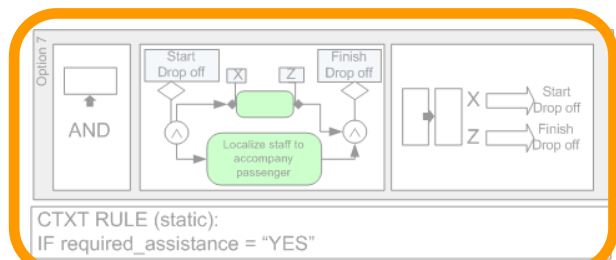 Option 7
AND
Start
Drop off
Finish
Drop off
X
Z
∧
∧
Localize staff to
accompany
passenger
X
Start
Drop off
Z
Finish
Drop off
CTXT RULE (static):
IF required_assistance = “YES”